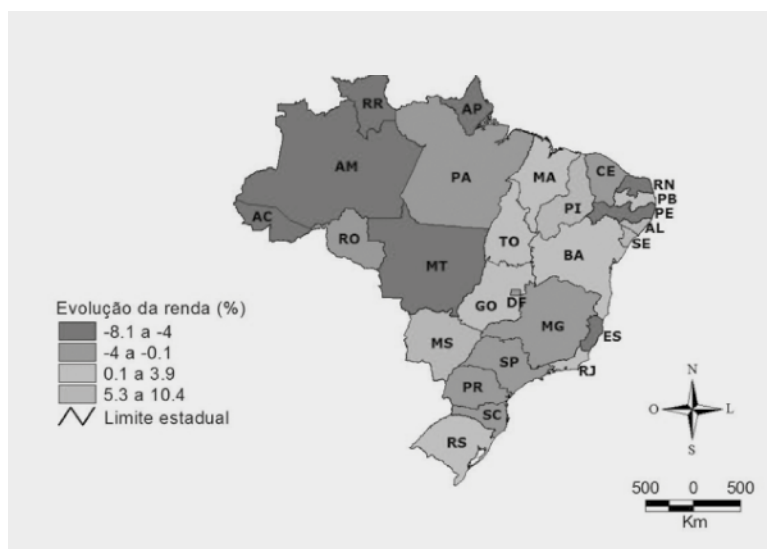 RR
AP
AM
PA
MA
CE
RN
PB
PE
PI
AL
SE
AC
RO
TO
BA
MT
GO
DF
MG
ES
MS
SP
RJ
PR
SC
RS
Evolução da renda (%)
-8.1 a -4
-4 a -0.1
0.1 a 3.9
5.3 a 10.4
Limite estadual
N
O L
S
500 0 500
Km